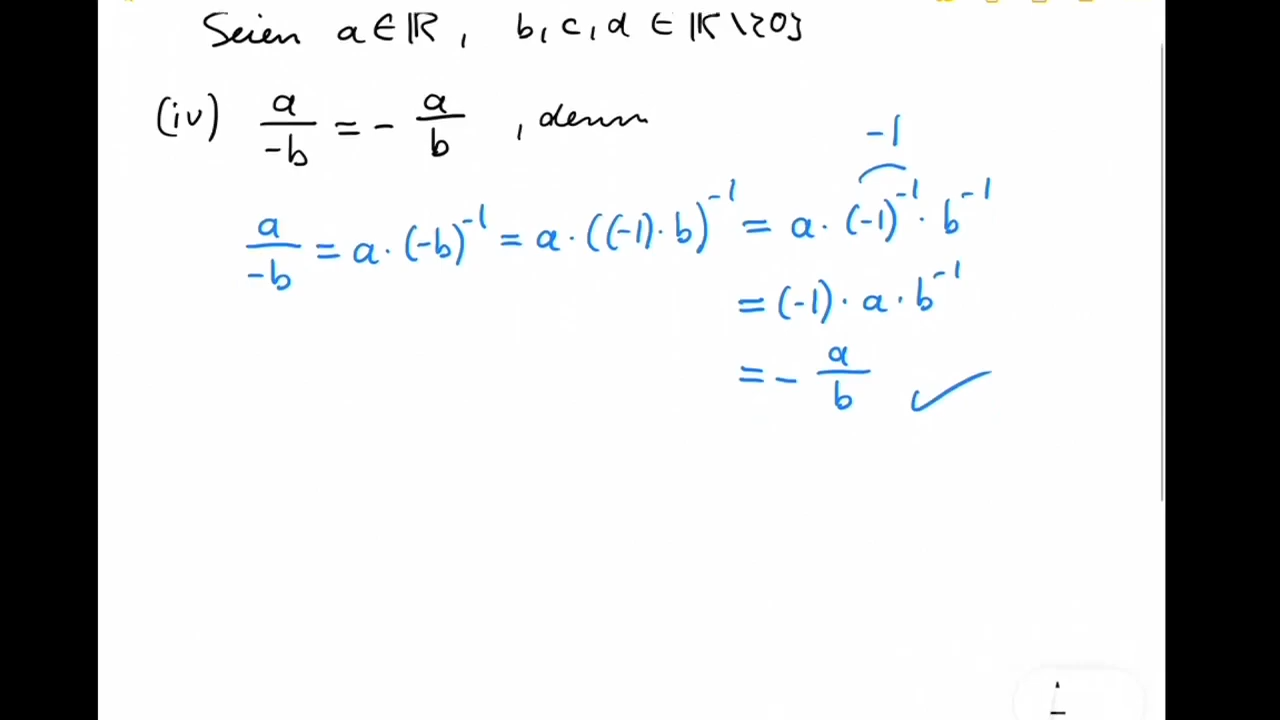 Seien a ∈ ℝ, b, c, d ∈ 𝕂 \ {0}
(iv) a/-b = - a/b, denn
-1
a/-b = a · (-b)⁻¹ = a · ((-1) · b)⁻¹ = a · (-1)⁻¹ · b⁻¹
= (-1) · a · b⁻¹
= - a/b ✓